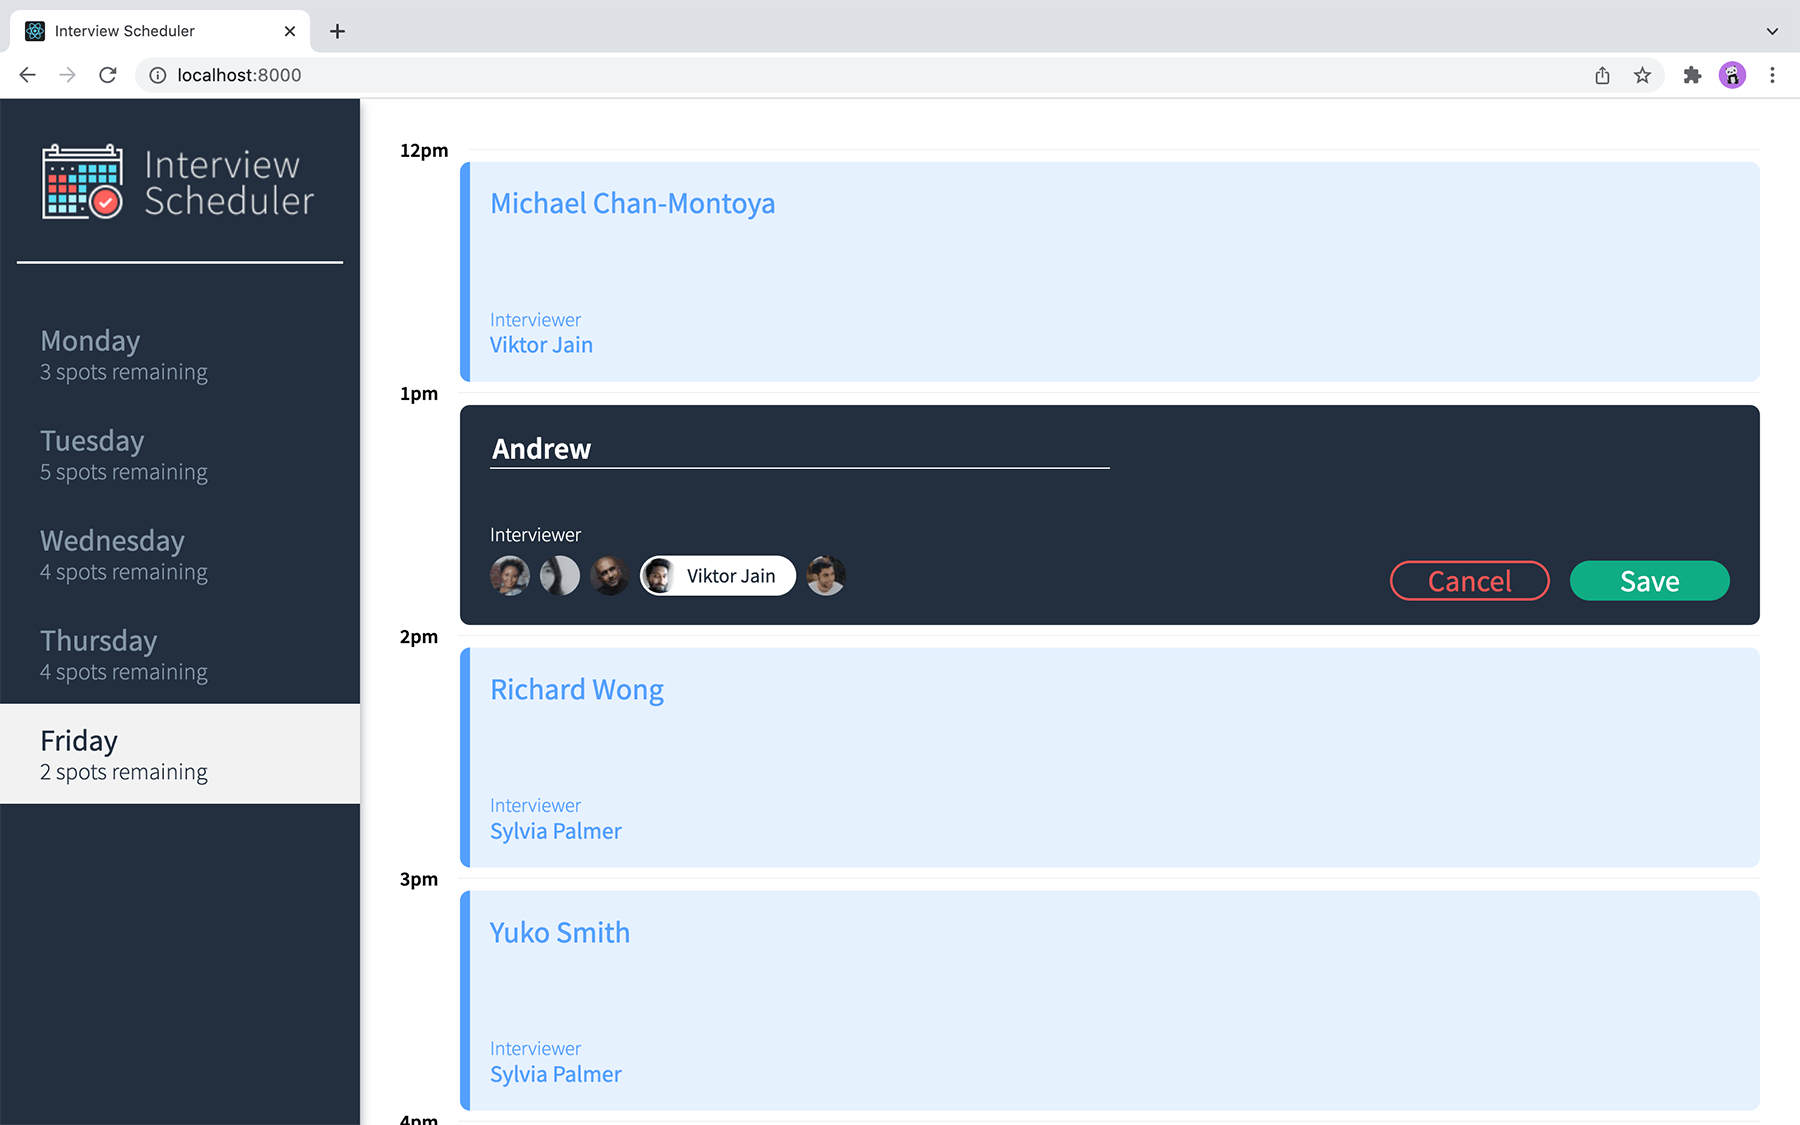 Interview Scheduler
localhost:8000
Interview
Scheduler
Monday
3 spots remaining
Tuesday
5 spots remaining
Wednesday
4 spots remaining
Thursday
4 spots remaining
Friday
2 spots remaining
12pm
Michael Chan-Montoya
Interviewer
Viktor Jain
1pm
Andrew
Interviewer
Viktor Jain
Cancel
Save
2pm
Richard Wong
Interviewer
Sylvia Palmer
3pm
Yuko Smith
Interviewer
Sylvia Palmer
4pm